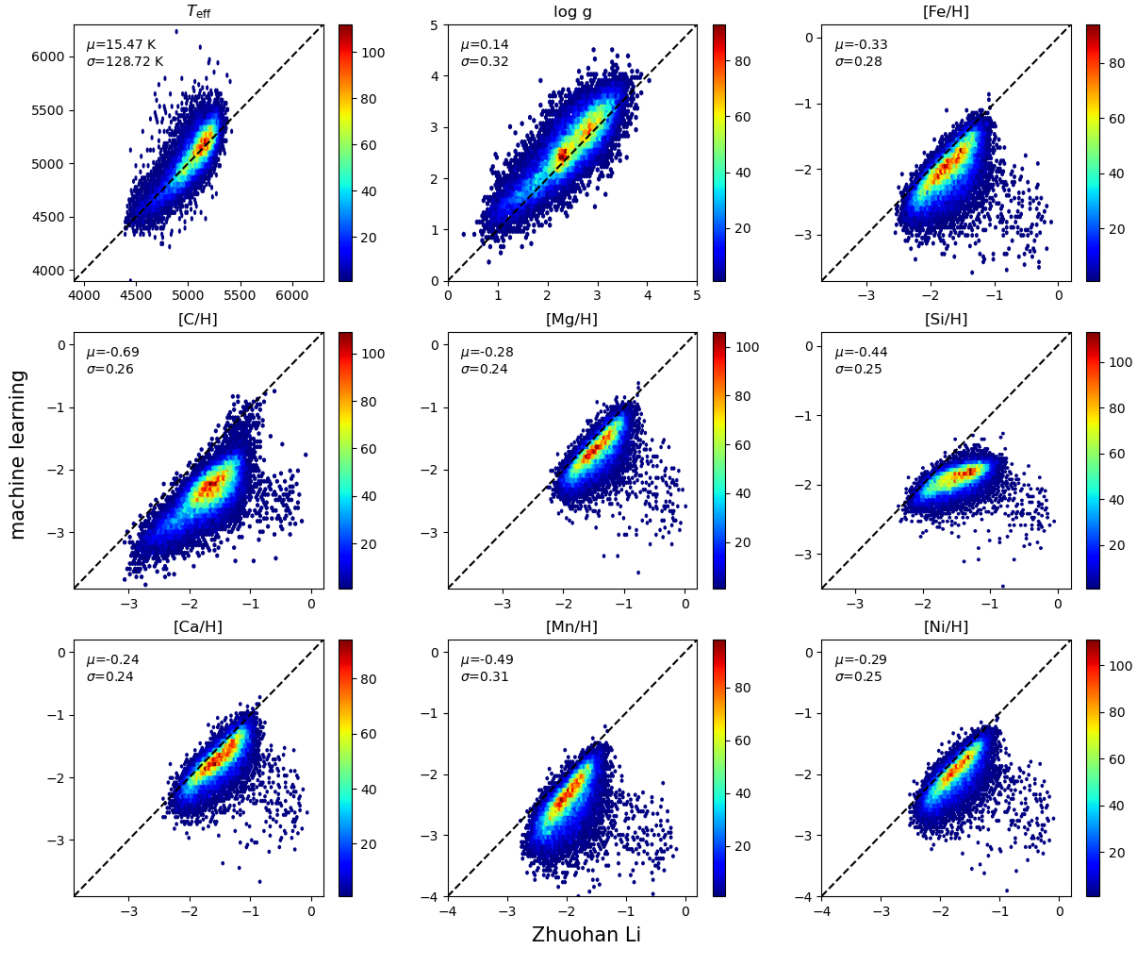 T_eff
log g
[Fe/H]
μ=15.47 K
σ=128.72 K
μ=0.14
σ=0.32
μ=-0.33
σ=0.28
6000
5500
5000
4500
4000
4000 4500 5000 5500 6000
100
80
60
40
20
5
4
3
2
1
0
0 1 2 3 4 5
80
60
40
20
0
−1
−2
−3
−3 −2 −1 0
80
60
40
20
[C/H]
[Mg/H]
[Si/H]
μ=-0.69
σ=0.26
μ=-0.28
σ=0.24
μ=-0.44
σ=0.25
machine learning
0
−1
−2
−3
−3 −2 −1 0
100
80
60
40
20
0
−1
−2
−3
−3 −2 −1 0
100
80
60
40
20
0
−1
−2
−3
−3 −2 −1 0
100
80
60
40
20
[Ca/H]
[Mn/H]
[Ni/H]
μ=-0.24
σ=0.24
μ=-0.49
σ=0.31
μ=-0.29
σ=0.25
0
−1
−2
−3
−3 −2 −1 0
80
60
40
20
0
−1
−2
−3
−4
−4 −3 −2 −1 0
80
60
40
20
0
−1
−2
−3
−4
−4 −3 −2 −1 0
100
80
60
40
20
Zhuohan Li